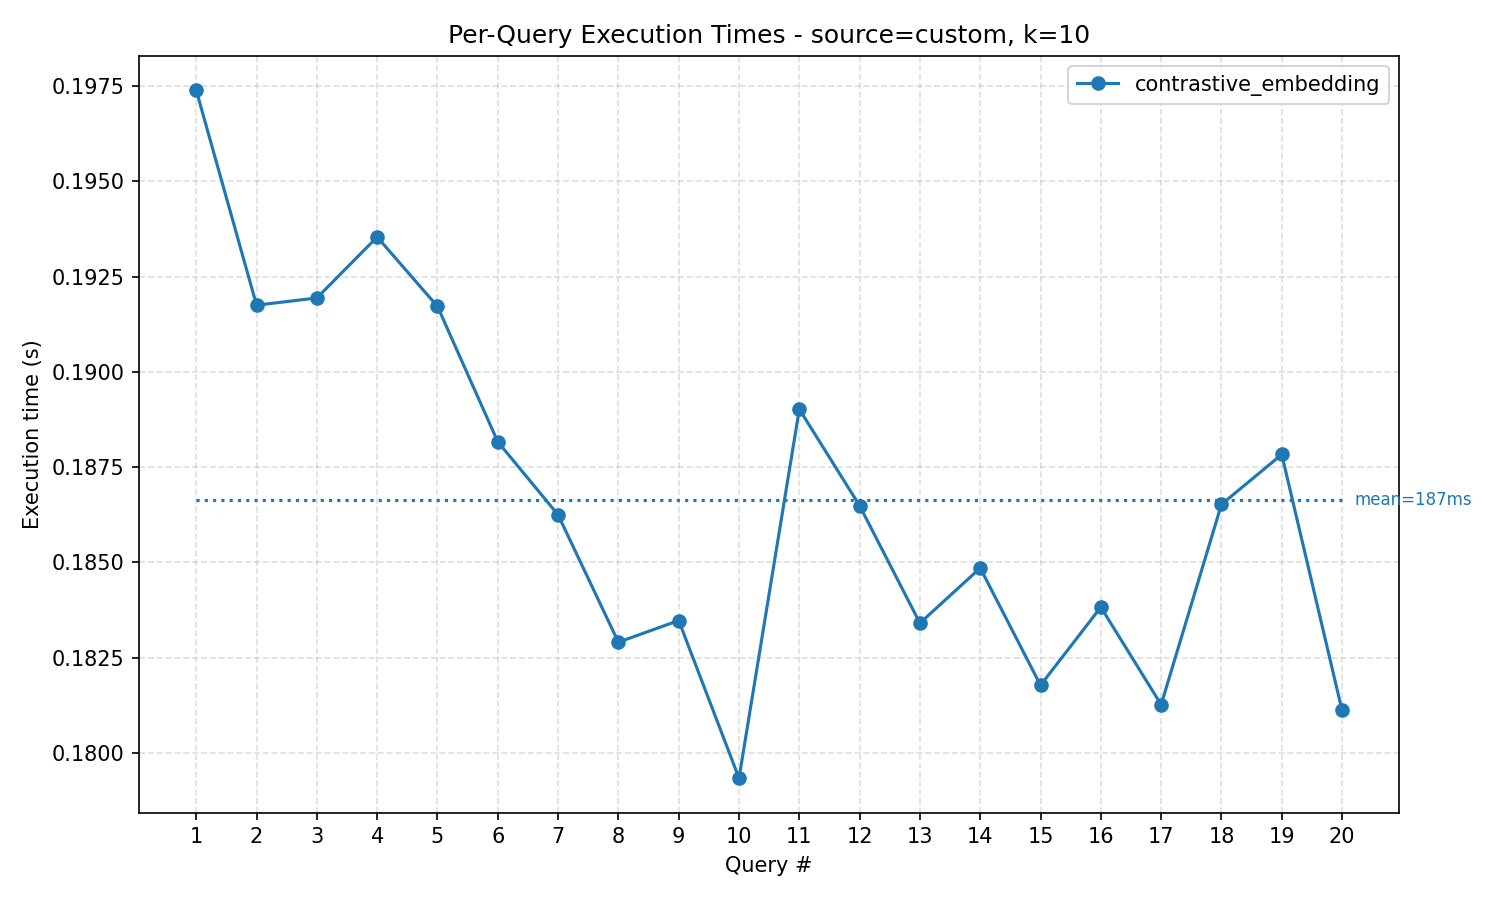 Per-Query Execution Times - source=custom, k=10
contrastive_embedding
Execution time (s)
0.1975
0.1950
0.1925
0.1900
0.1875
0.1850
0.1825
0.1800
mean=187ms
1 2 3 4 5 6 7 8 9 10 11 12 13 14 15 16 17 18 19 20
Query #